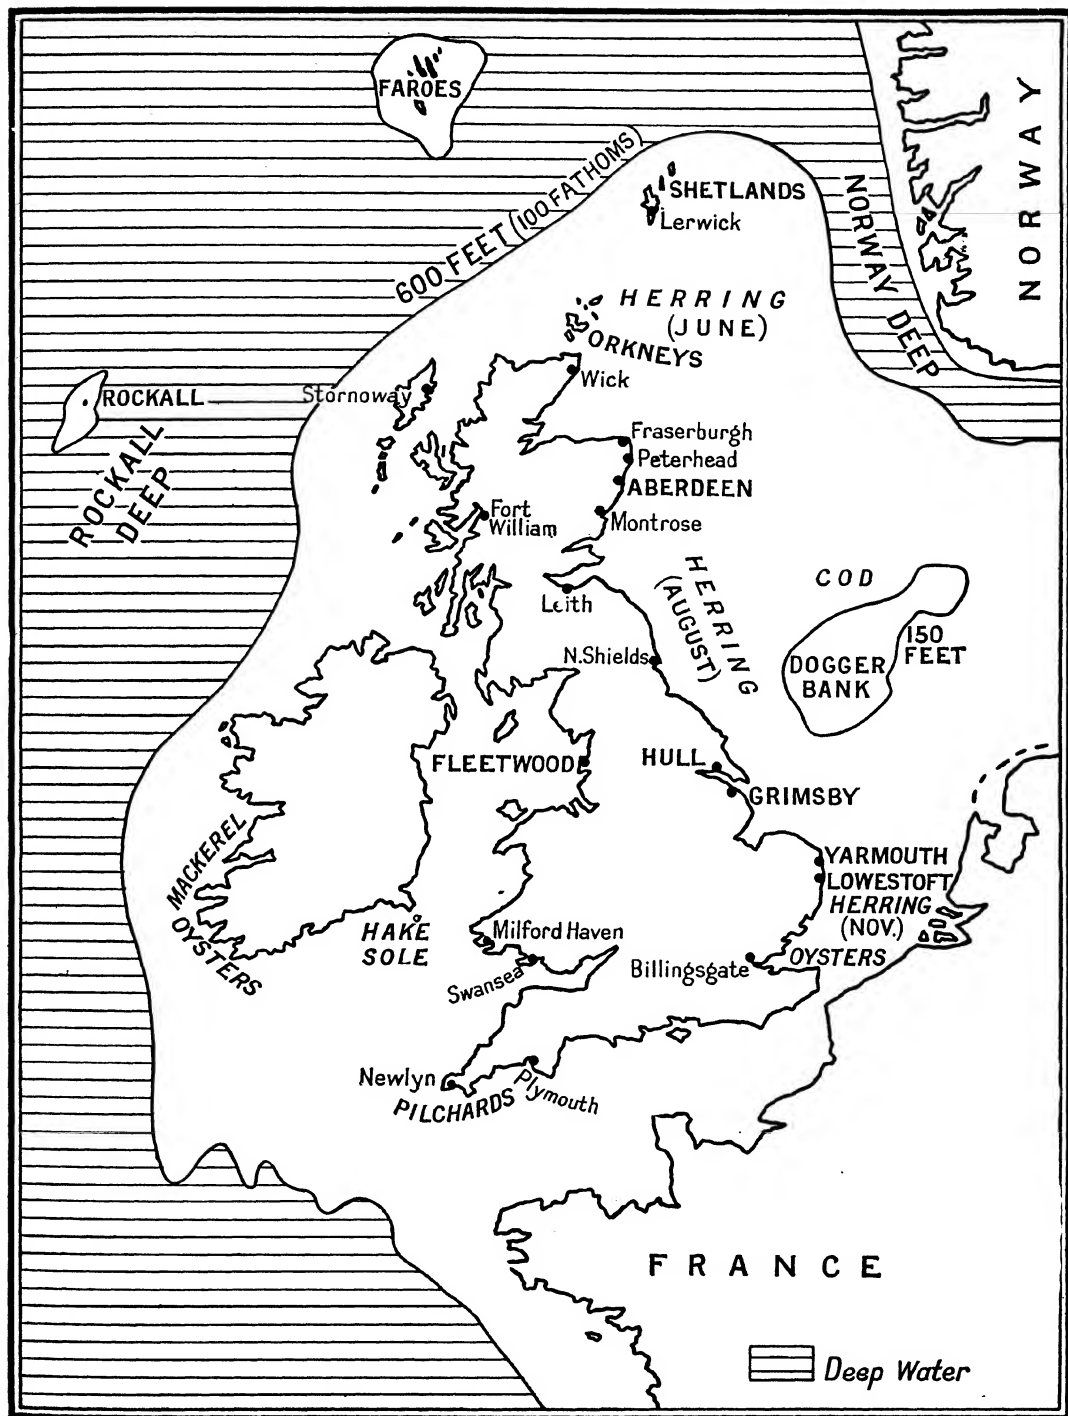 FAROES
600 FEET (100 FATHOMS)
SHETLANDS
Lerwick
NORWAY
NORWAY DEEP
HERRING
(JUNE)
ORKNEYS
Wick
ROCKALL
Stornoway
ROCKALL
DEEP
Fraserburgh
Peterhead
ABERDEEN
Fort
William
Montrose
Leith
HERRING
(AUGUST)
COD
150
FEET
DOGGER
BANK
N.Shields
FLEETWOOD
HULL
GRIMSBY
MACKEREL
OYSTERS
YARMOUTH
LOWESTOFT
HERRING
(NOV.)
OYSTERS
HAKE
SOLE
Milford Haven
Swansea
Billingsgate
Newlyn
PILCHARDS
Plymouth
FRANCE
Deep Water